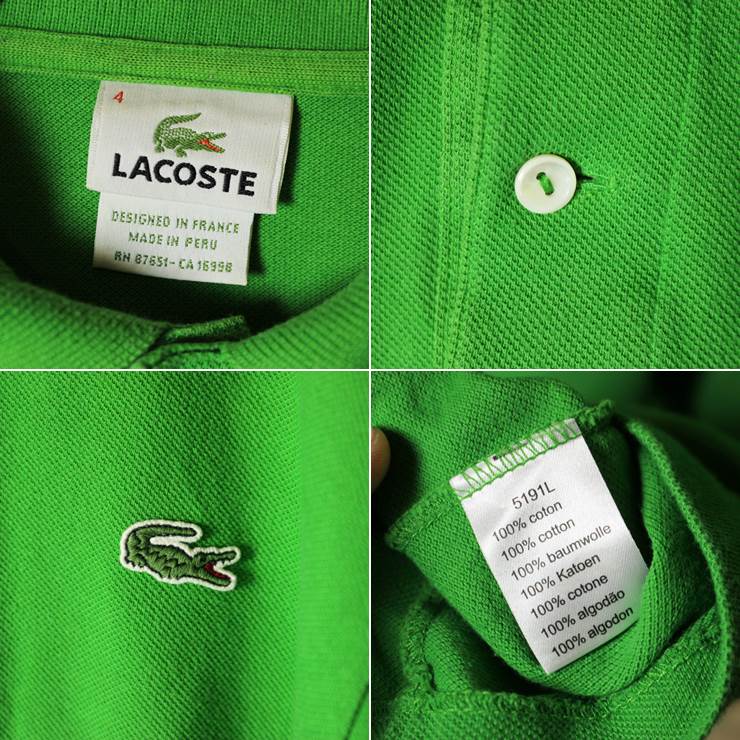 4
LACOSTE
DESIGNED IN FRANCE
MADE IN PERU
RN 87651-CA 16998
5191L
100% coton
100% cotton
100% baumwolle
100% Katoen
100% cotone
100% algodão
100% algodon